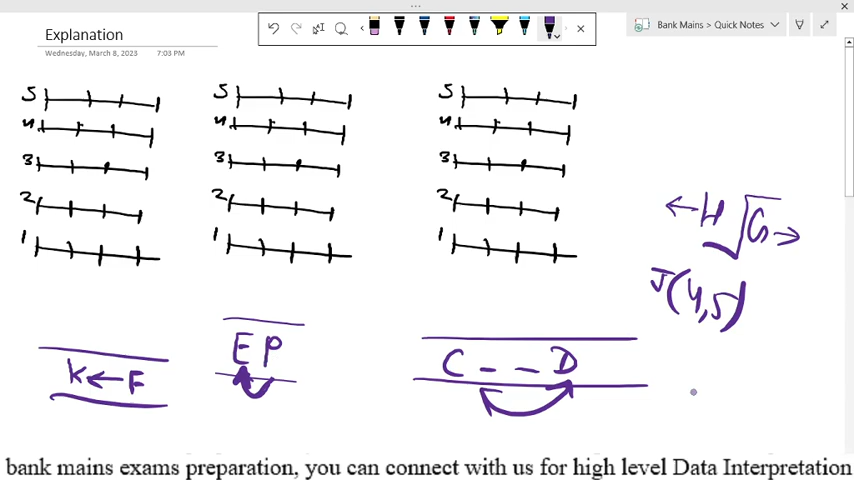 Bank Mains > Quick Notes
Explanation
Wednesday, March 8, 2023 7:03 PM
5 5 5
4 4 4
3 3 3
2 2 2
1 1 1
←H G→
J(4,5)
K←F
E P
C _ _ D
bank mains exams preparation, you can connect with us for high level Data Interpretation